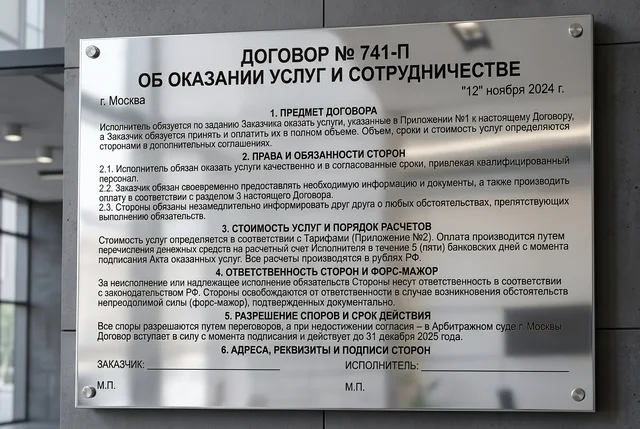 ДОГОВОР № 741-П
ОБ ОКАЗАНИИ УСЛУГ И СОТРУДНИЧЕСТВЕ
г. Москва
"12" ноября 2024 г.
1. ПРЕДМЕТ ДОГОВОРА
Исполнитель обязуется по заданию Заказчика оказать услуги, указанные в Приложении №1 к настоящему Договору,
а Заказчик обязуется принять и оплатить их в полном объеме. Объем, сроки и стоимость услуг определяются
сторонами в дополнительных соглашениях.
2. ПРАВА И ОБЯЗАННОСТИ СТОРОН
2.1. Исполнитель обязан оказать услуги качественно и в согласованные сроки, привлекая квалифицированный
персонал.
2.2. Заказчик обязан своевременно предоставлять необходимую информацию и документы, а также производить
оплату в соответствии с разделом 3 настоящего Договора.
2.3. Стороны обязаны незамедлительно информировать друг друга о любых обстоятельствах, препятствующих
выполнению обязательств.
3. СТОИМОСТЬ УСЛУГ И ПОРЯДОК РАСЧЕТОВ
Стоимость услуг определяется в соответствии с Тарифами (Приложение №2). Оплата производится путем
перечисления денежных средств на расчетный счет Исполнителя в течение 5 (пяти) банковских дней с момента
подписания Акта оказанных услуг. Все расчеты производятся в рублях РФ.
4. ОТВЕТСТВЕННОСТЬ СТОРОН И ФОРС-МАЖОР
За неисполнение или надлежащее исполнение обязательств Стороны несут ответственность в соответствии
с законодательством РФ. Стороны освобождаются от ответственности в случае возникновения обстоятельств
непреодолимой силы (форс-мажор), подтвержденных документально.
5. РАЗРЕШЕНИЕ СПОРОВ И СРОК ДЕЙСТВИЯ
Все споры разрешаются путем переговоров, а при недостижении согласия – в Арбитражном суде г. Москвы
Договор вступает в силу с момента подписания и действует до 31 декабря 2025 года.
6. АДРЕСА, РЕКВИЗИТЫ И ПОДПИСИ СТОРОН
ЗАКАЗЧИК: ____________________ ИСПОЛНИТЕЛЬ: ____________________
М.П. М.П.